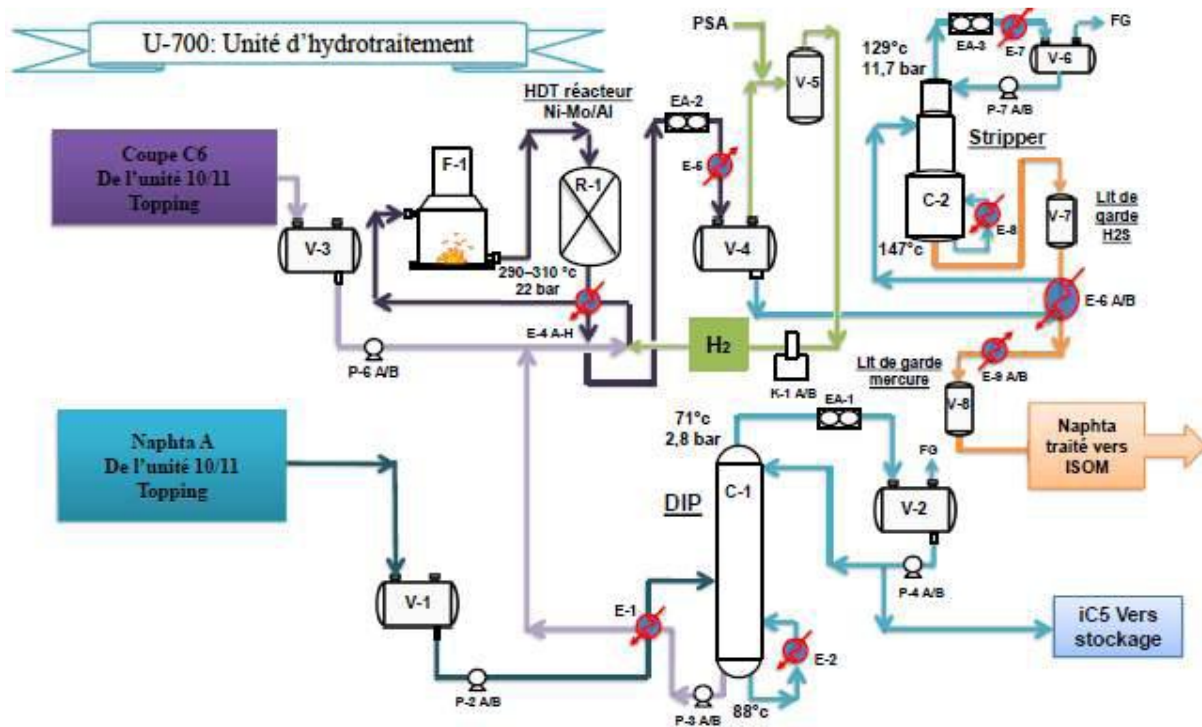 U-700: Unité d'hydrotraitement
PSA
V-5
129°c
11,7 bar
EA-3
E-7
V-6
FG
P-7 A/B
HDT réacteur
Ni-Mo/Al
EA-2
E-5
Stripper
Coupe C6
De l'unité 10/11
Topping
F-1
R-1
V-3
V-4
C-2
E-8
V-7
Lit de
garde
H2S
147°c
290–310 °c
22 bar
E-4 A-H
E-6 A/B
P-6 A/B
H2
K-1 A/B
Lit de garde
mercure
E-9 A/B
V-8
Naphta
traité vers
ISOM
71°c
2,8 bar
EA-1
FG
Naphta A
De l'unité 10/11
Topping
C-1
DIP
V-2
P-4 A/B
V-1
E-1
iC5 Vers
stockage
E-2
P-2 A/B
P-3 A/B
88°c